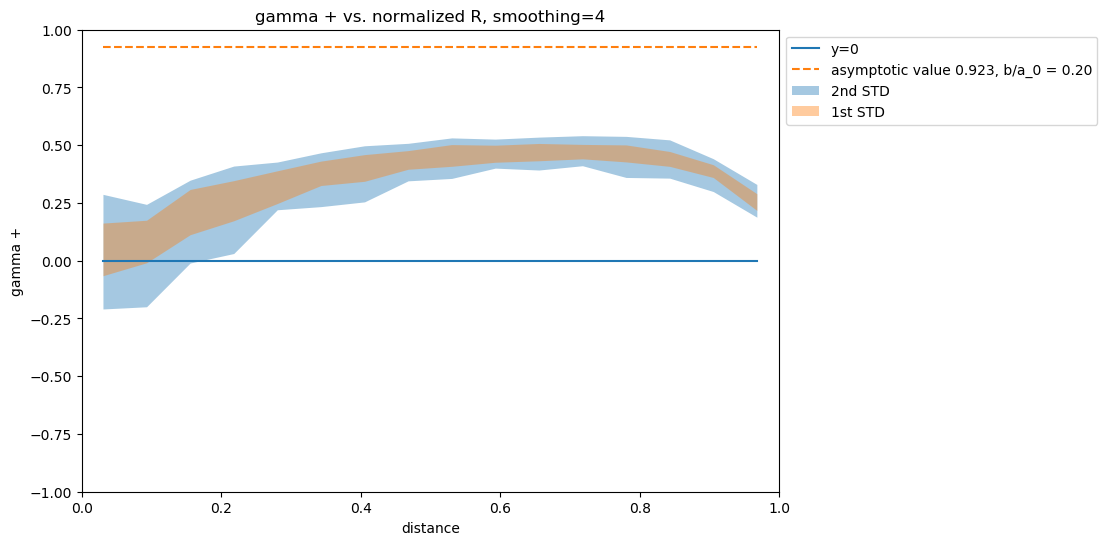 gamma + vs. normalized R, smoothing=4
1.00
0.75
0.50
0.25
0.00
−0.25
−0.50
−0.75
−1.00
gamma +
0.0
0.2
0.4
0.6
0.8
1.0
distance
y=0
asymptotic value 0.923, b/a_0 = 0.20
2nd STD
1st STD